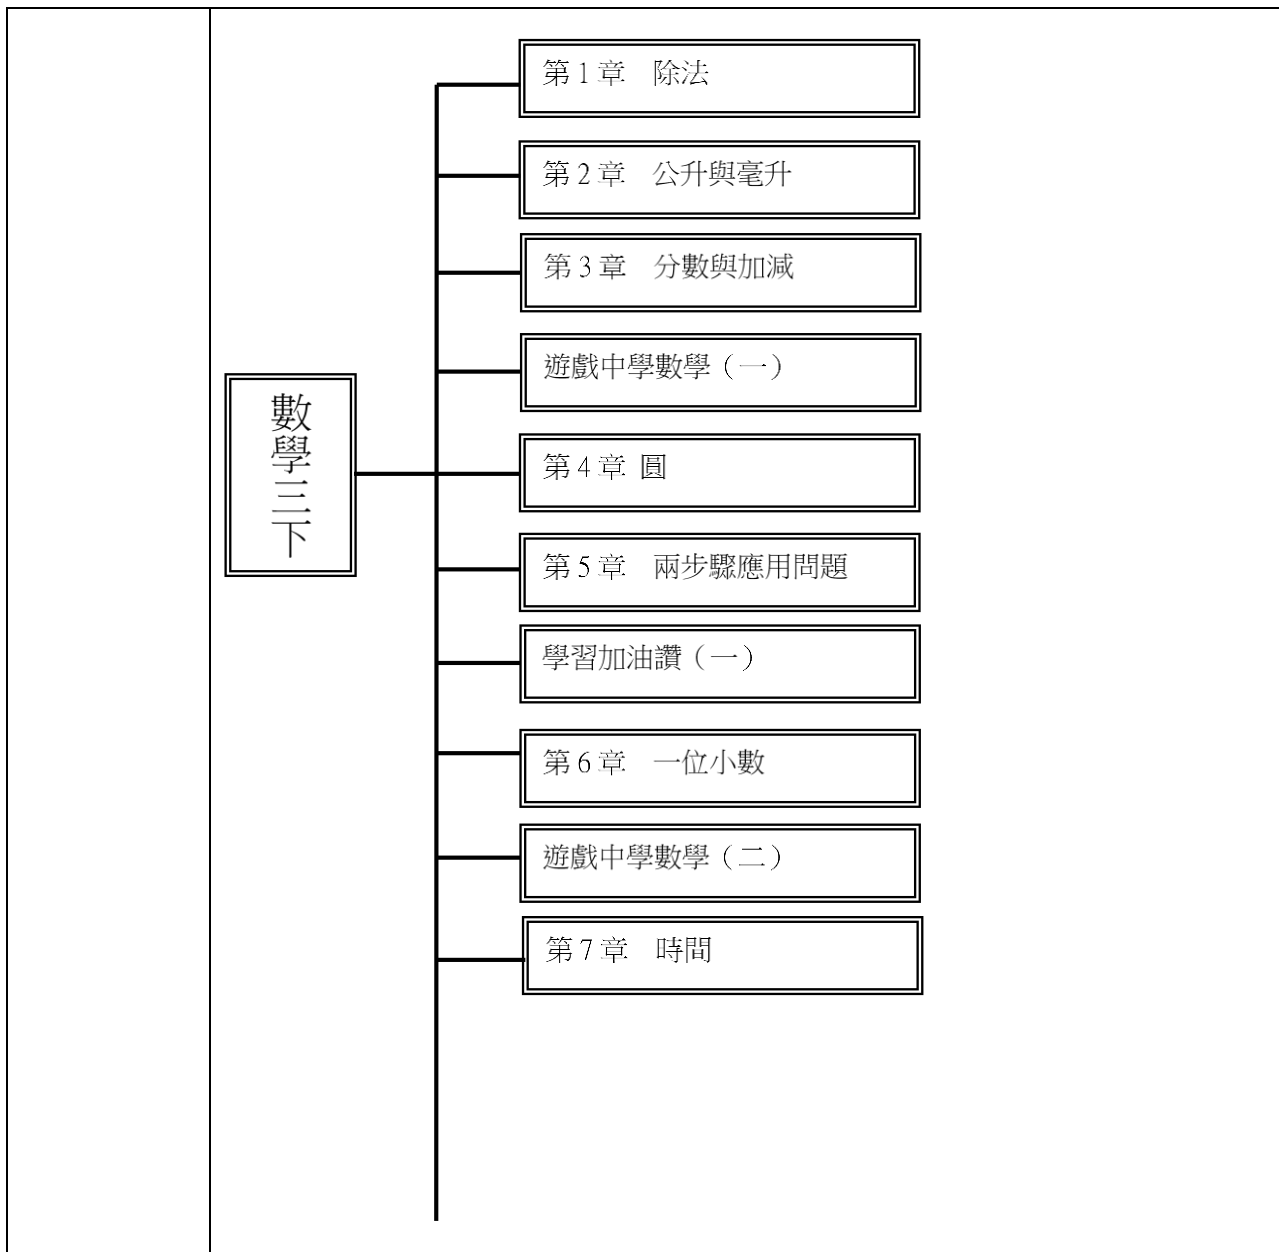 數學三下
第1章　除法
第2章　公升與毫升
第3章　分數與加減
遊戲中學數學（一）
第4章 圓
第5章　兩步驟應用問題
學習加油讚（一）
第6章　一位小數
遊戲中學數學（二）
第7章　時間